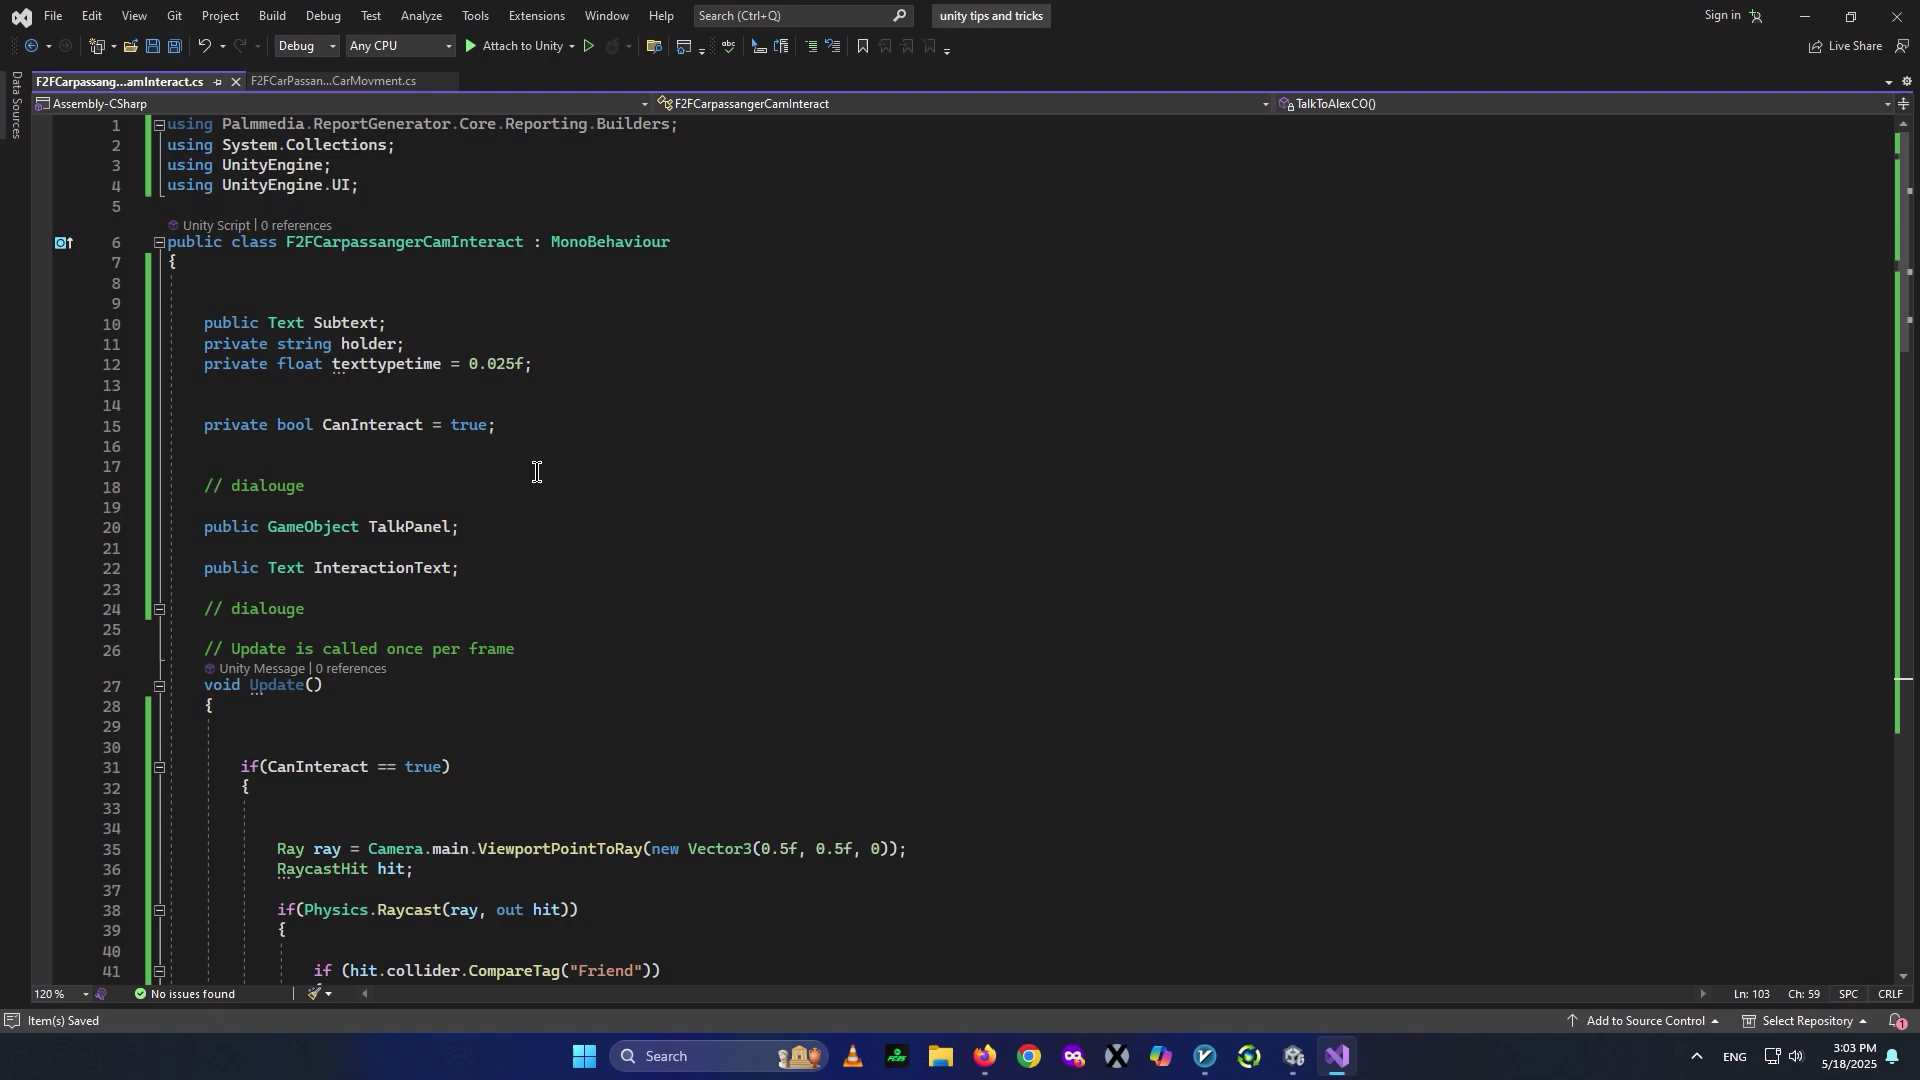 File Edit View Git Project Build Debug Test Analyze Tools Extensions Window Help Search (Ctrl+Q) unity tips and tricks Sign in
Debug Any CPU Attach to Unity Live Share
Data Sources
F2FCarpassang...amInteract.cs F2FCarPassan...CarMovment.cs
Assembly-CSharp F2FCarpassangerCamInteract TalkToAlexCO()
1 using Palmmedia.ReportGenerator.Core.Reporting.Builders;
2 using System.Collections;
3 using UnityEngine;
4 using UnityEngine.UI;
5
Unity Script | 0 references
6 public class F2FCarpassangerCamInteract : MonoBehaviour
7 {
8
9
10 public Text Subtext;
11 private string holder;
12 private float texttypetime = 0.025f;
13
14
15 private bool CanInteract = true;
16
17
18 // dialouge
19
20 public GameObject TalkPanel;
21
22 public Text InteractionText;
23
24 // dialouge
25
26 // Update is called once per frame
Unity Message | 0 references
27 void Update()
28 {
29
30
31 if(CanInteract == true)
32 {
33
34
35 Ray ray = Camera.main.ViewportPointToRay(new Vector3(0.5f, 0.5f, 0));
36 RaycastHit hit;
37
38 if(Physics.Raycast(ray, out hit))
39 {
40
41 if (hit.collider.CompareTag("Friend"))
120 % No issues found Ln: 103 Ch: 59 SPC CRLF
Item(s) Saved Add to Source Control Select Repository 1
Search ENG 3:03 PM
5/18/2025